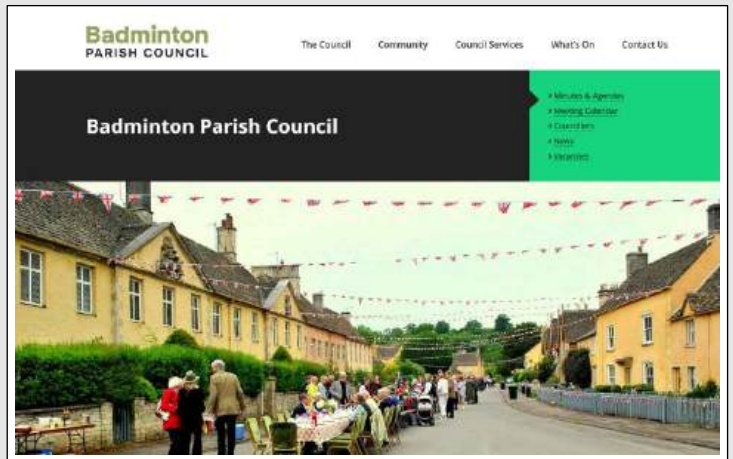 Badminton
PARISH COUNCIL
The Council
Community
Council Services
What's On
Contact Us
Badminton Parish Council
Minutes & Agendas
Meeting Calendar
Councillors
News
Vacancies